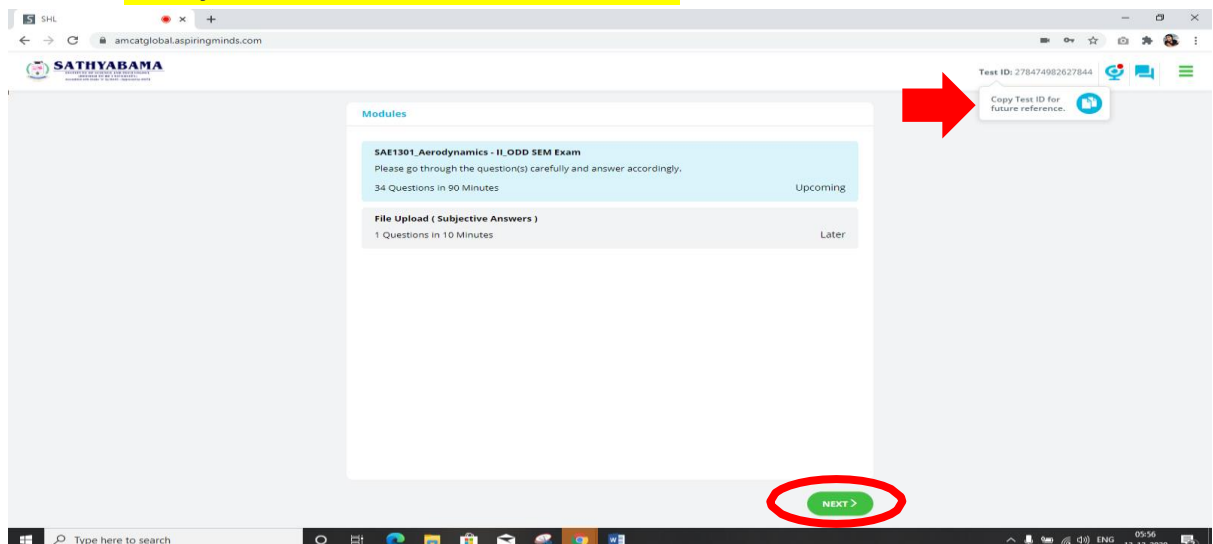 SHL
amcatglobal.aspiringminds.com
SATHYABAMA
Test ID: 278474982627844
Copy Test ID for
future reference.
Modules
SAE1301_Aerodynamics - II_ODD SEM Exam
Please go through the question(s) carefully and answer accordingly.
34 Questions in 90 Minutes
Upcoming
File Upload ( Subjective Answers )
1 Questions in 10 Minutes
Later
NEXT >
Type here to search
ENG
05:56